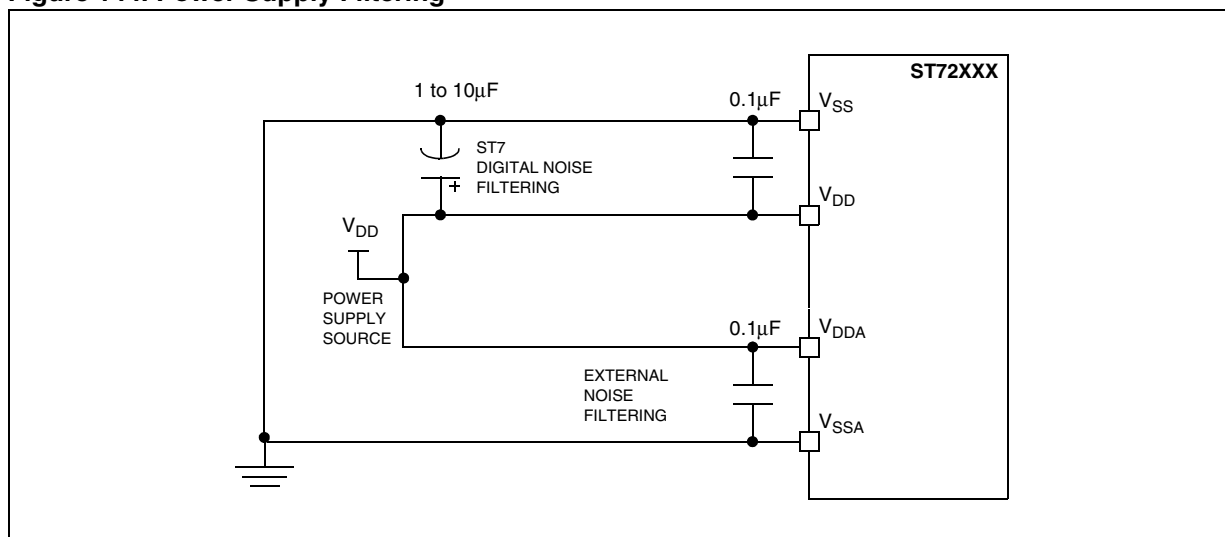 Figure Power Supply Filtering
ST72XXX
1 to 10μF
0.1μF
VSS
ST7
DIGITAL NOISE
FILTERING
+
VDD
VDD
POWER
SUPPLY
SOURCE
0.1μF
VDDA
EXTERNAL
NOISE
FILTERING
VSSA